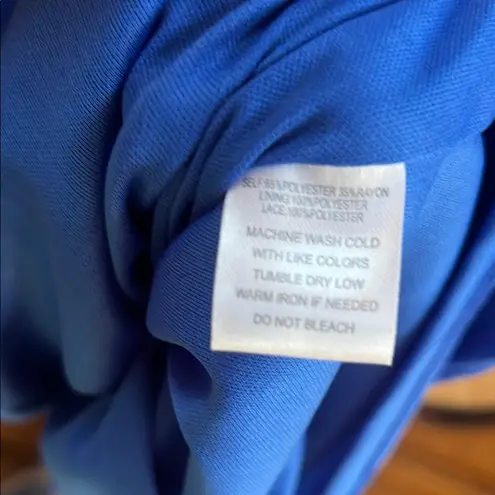 SELF:65%POLYESTER 35%RAYON
LINING:100%POLYESTER
LACE:100%POLYESTER
MACHINE WASH COLD
WITH LIKE COLORS
TUMBLE DRY LOW
WARM IRON IF NEEDED
DO NOT BLEACH